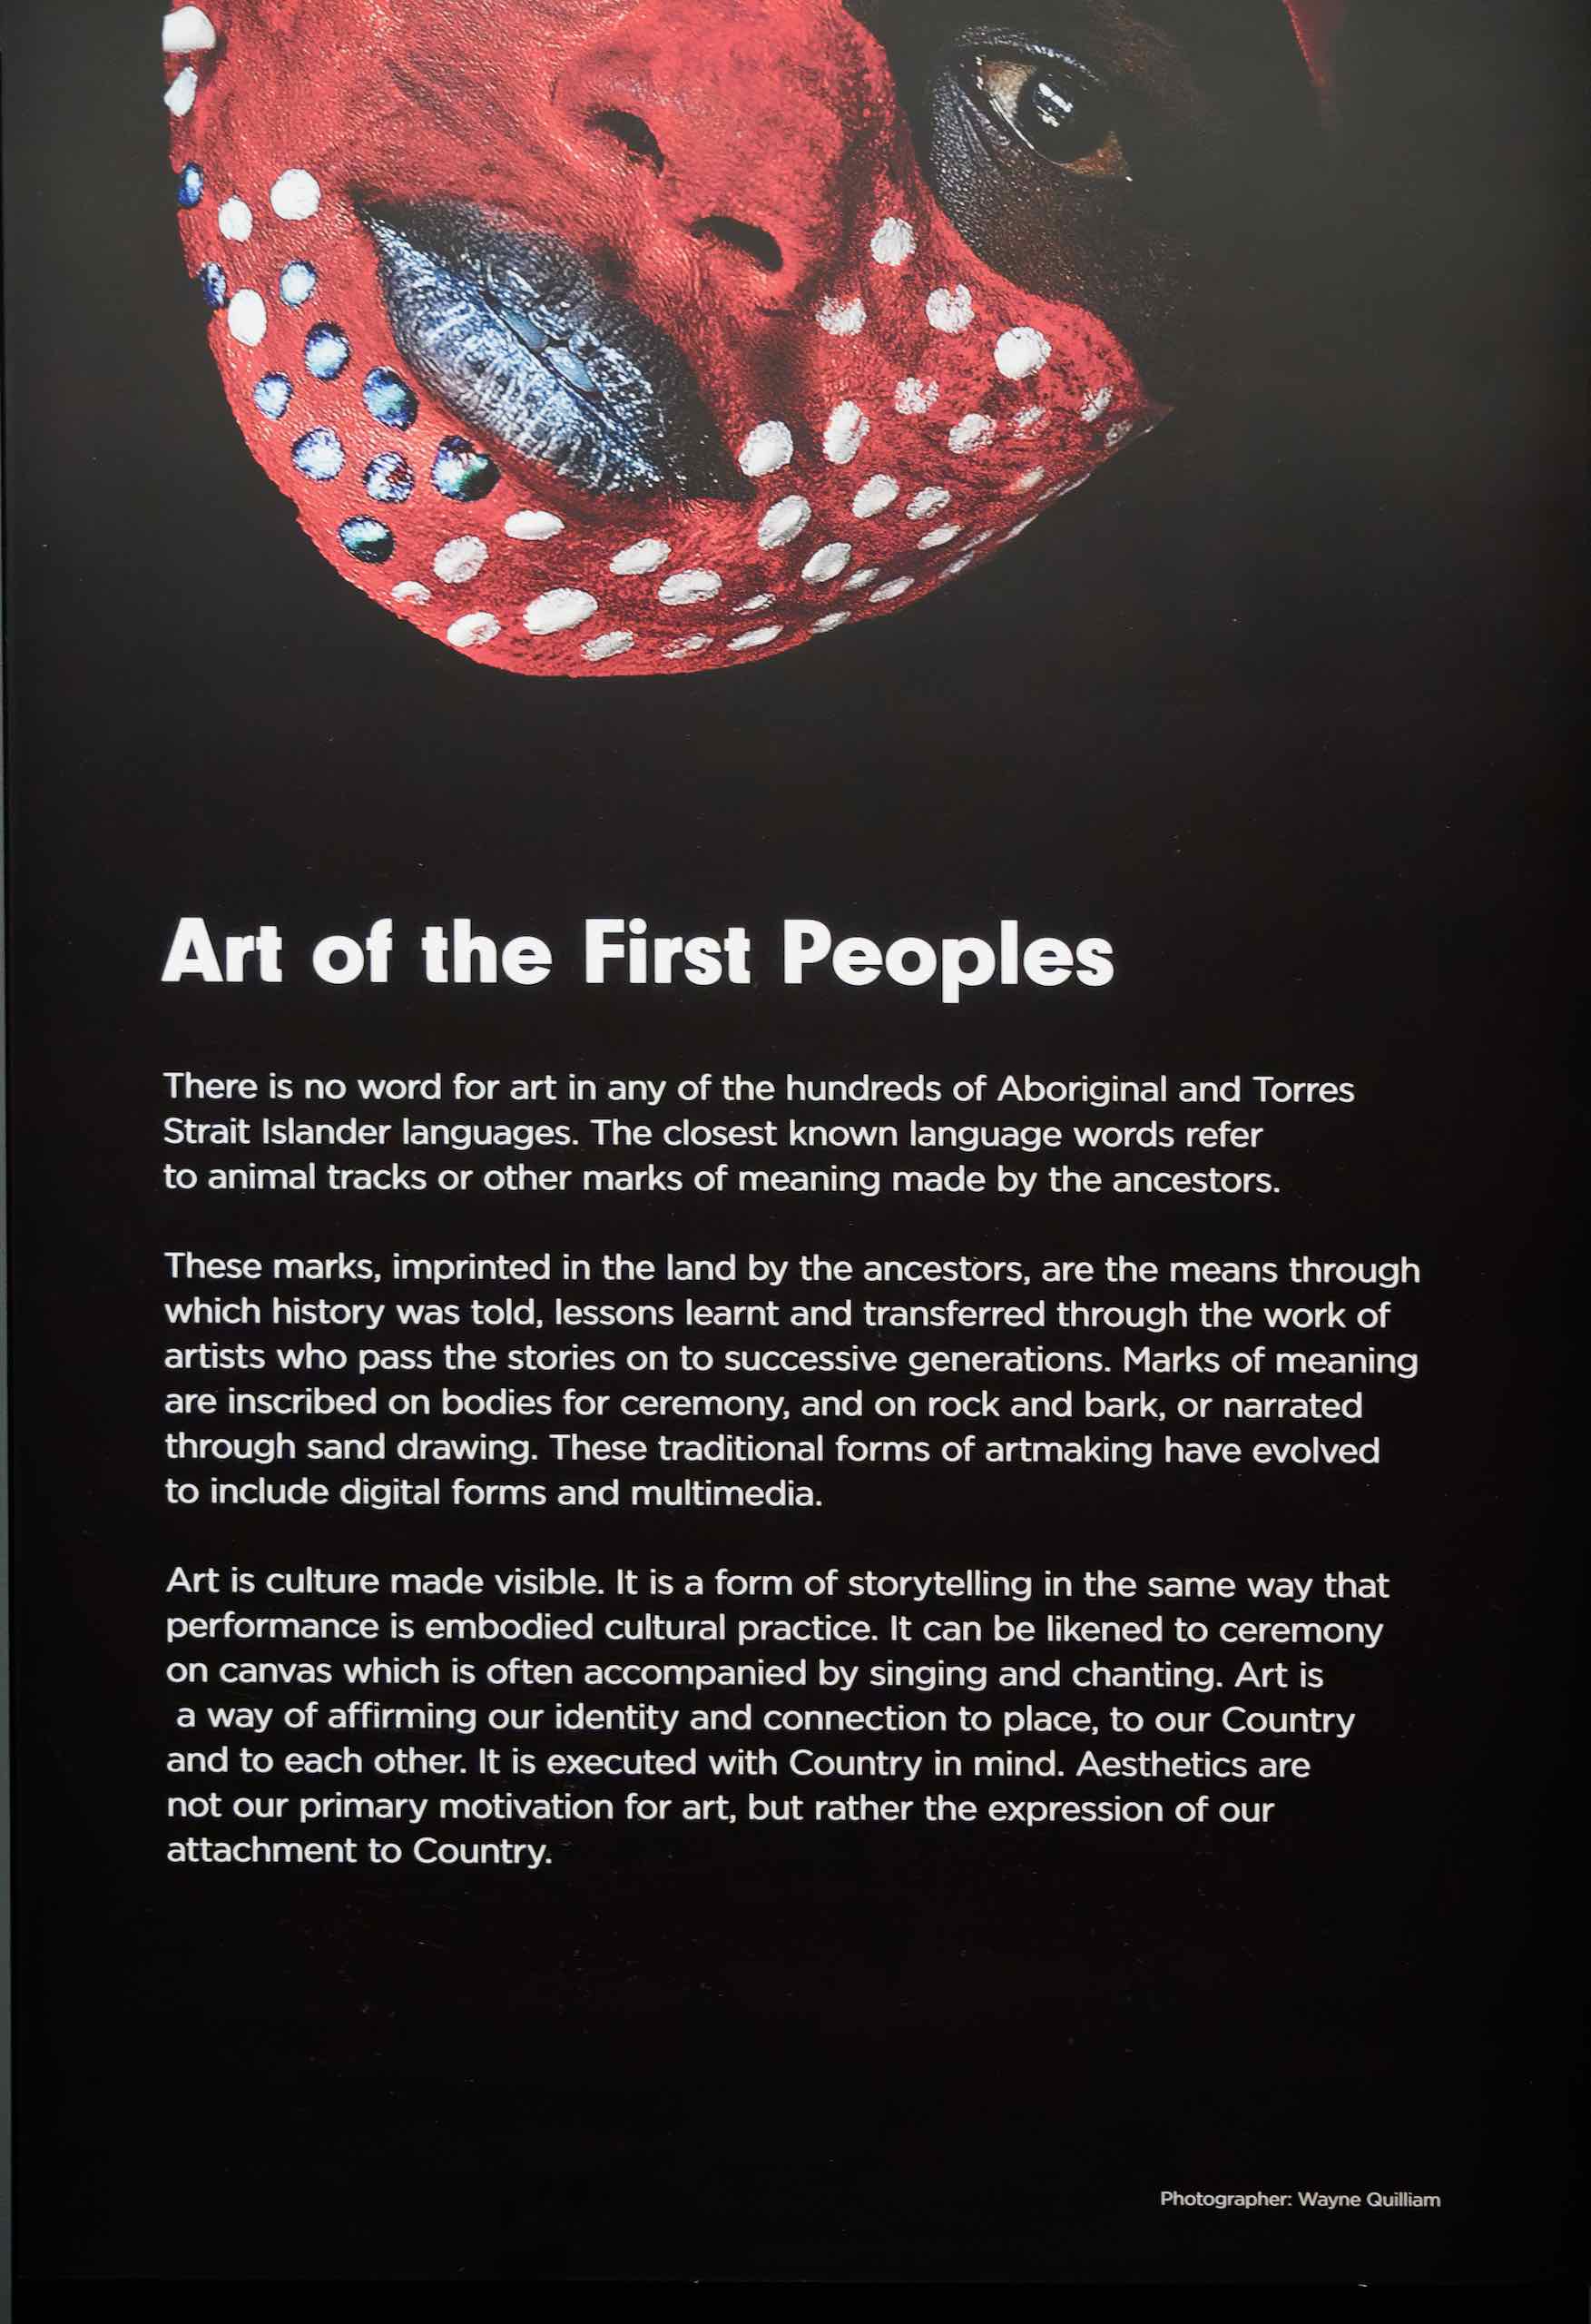 Art of the First Peoples
There is no word for art in any of the hundreds of Aboriginal and Torres
Strait Islander languages. The closest known language words refer
to animal tracks or other marks of meaning made by the ancestors.
These marks, imprinted in the land by the ancestors, are the means through
which history was told, lessons learnt and transferred through the work of
artists who pass the stories on to successive generations. Marks of meaning
are inscribed on bodies for ceremony, and on rock and bark, or narrated
through sand drawing. These traditional forms of artmaking have evolved
to include digital forms and multimedia.
Art is culture made visible. It is a form of storytelling in the same way that
performance is embodied cultural practice. It can be likened to ceremony
on canvas which is often accompanied by singing and chanting. Art is
a way of affirming our identity and connection to place, to our Country
and to each other. It is executed with Country in mind. Aesthetics are
not our primary motivation for art, but rather the expression of our
attachment to Country.
Photographer: Wayne Quilliam